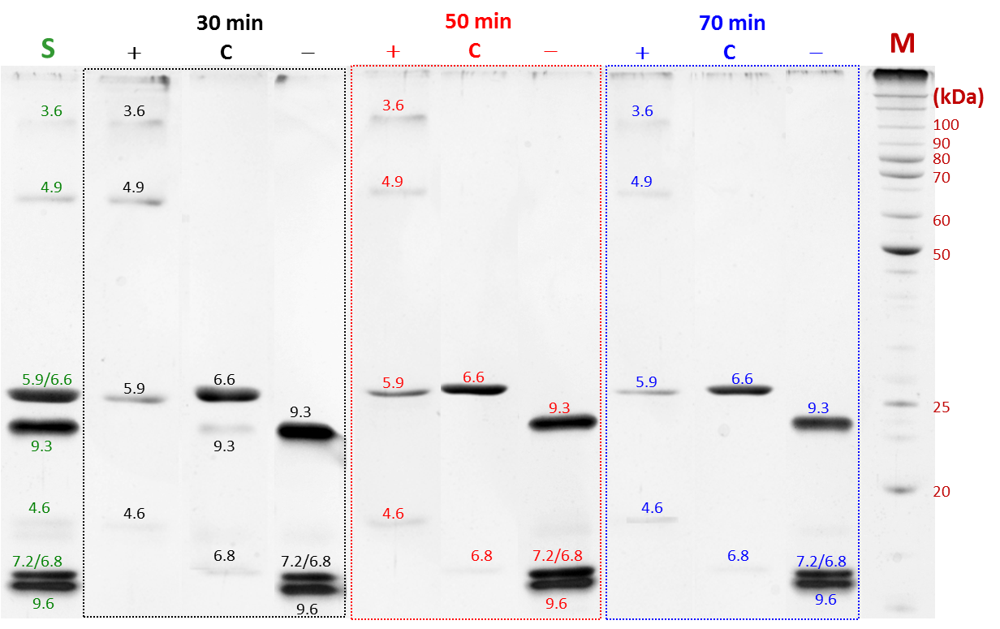 30 min 50 min 70 min
S + C – + C – + C – M
(kDa)
3.6 3.6 3.6 3.6
100
90
80
70
4.9 4.9 4.9 4.9
60
50
5.9/6.6 5.9 6.6 5.9 6.6 5.9 6.6
9.3 9.3 9.3 25
9.3 9.3
20
4.6 4.6 4.6 4.6
7.2/6.8 6.8 7.2/6.8 6.8 7.2/6.8 6.8 7.2/6.8
9.6 9.6 9.6 9.6